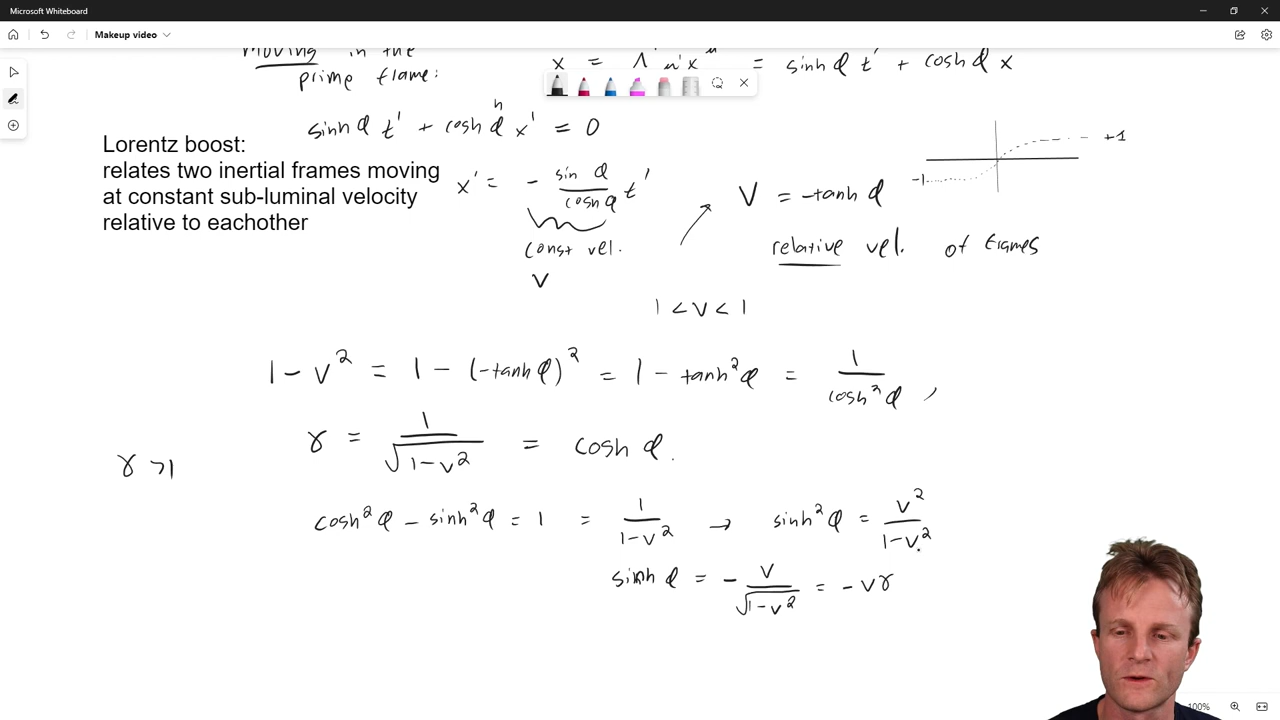 Microsoft Whiteboard
Makeup video
moving in the
prime frame:
x = Λ' μ' x^μ' = sinh φ t' + cosh φ x
sinh φ t' + cosh φ x' = 0
Lorentz boost:
relates two inertial frames moving
at constant sub-luminal velocity
relative to eachother
x' = - sin φ / cosh φ t'
const vel.
V
V = -tanh φ
relative vel. of frames
+1
-1
1 < v < 1
1 - v² = 1 - (-tanh φ)² = 1 - tanh² φ = 1 / cosh² φ ,
γ = 1 / √(1-v²) = cosh φ.
γ > 1
cosh² φ - sinh² φ = 1 = 1 / 1-v² → sinh² φ = v² / 1-v²
sinh φ = - v / √(1-v²) = - vγ
100%